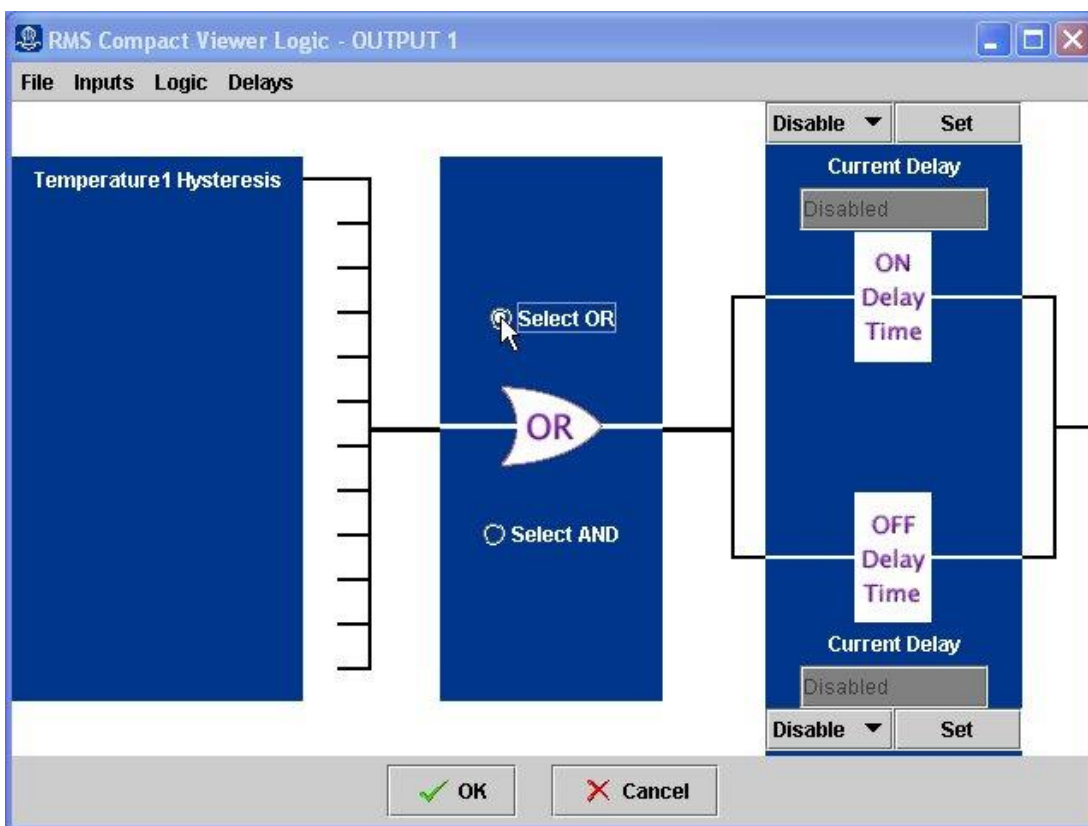 RMS Compact Viewer Logic - OUTPUT 1
File Inputs Logic Delays
Disable Set
Temperature1 Hysteresis
Current Delay
Disabled
ON
Delay
Time
Select OR
OR
Select AND
OFF
Delay
Time
Current Delay
Disabled
Disable Set
OK Cancel